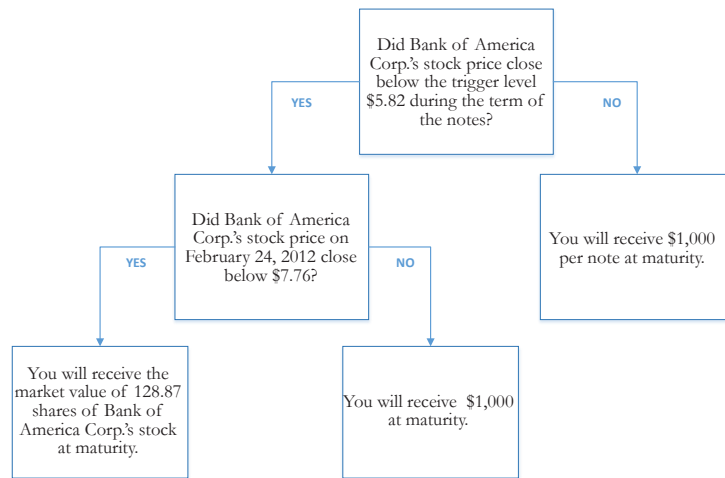 Did Bank of America
Corp.'s stock price close
below the trigger level
$5.82 during the term of
the notes?
YES
NO
Did Bank of America
Corp.'s stock price on
February 24, 2012 close
below $7.76?
You will receive $1,000
per note at maturity.
YES
NO
You will receive the
market value of 128.87
shares of Bank of
America Corp.'s stock
at maturity.
You will receive $1,000
at maturity.